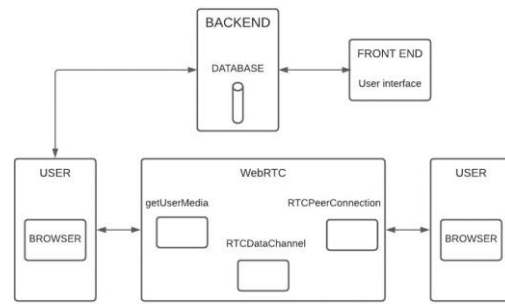 BACKEND
DATABASE
FRONT END
User interface
USER
BROWSER
WebRTC
getUserMedia
RTCPeerConnection
RTCDataChannel
USER
BROWSER